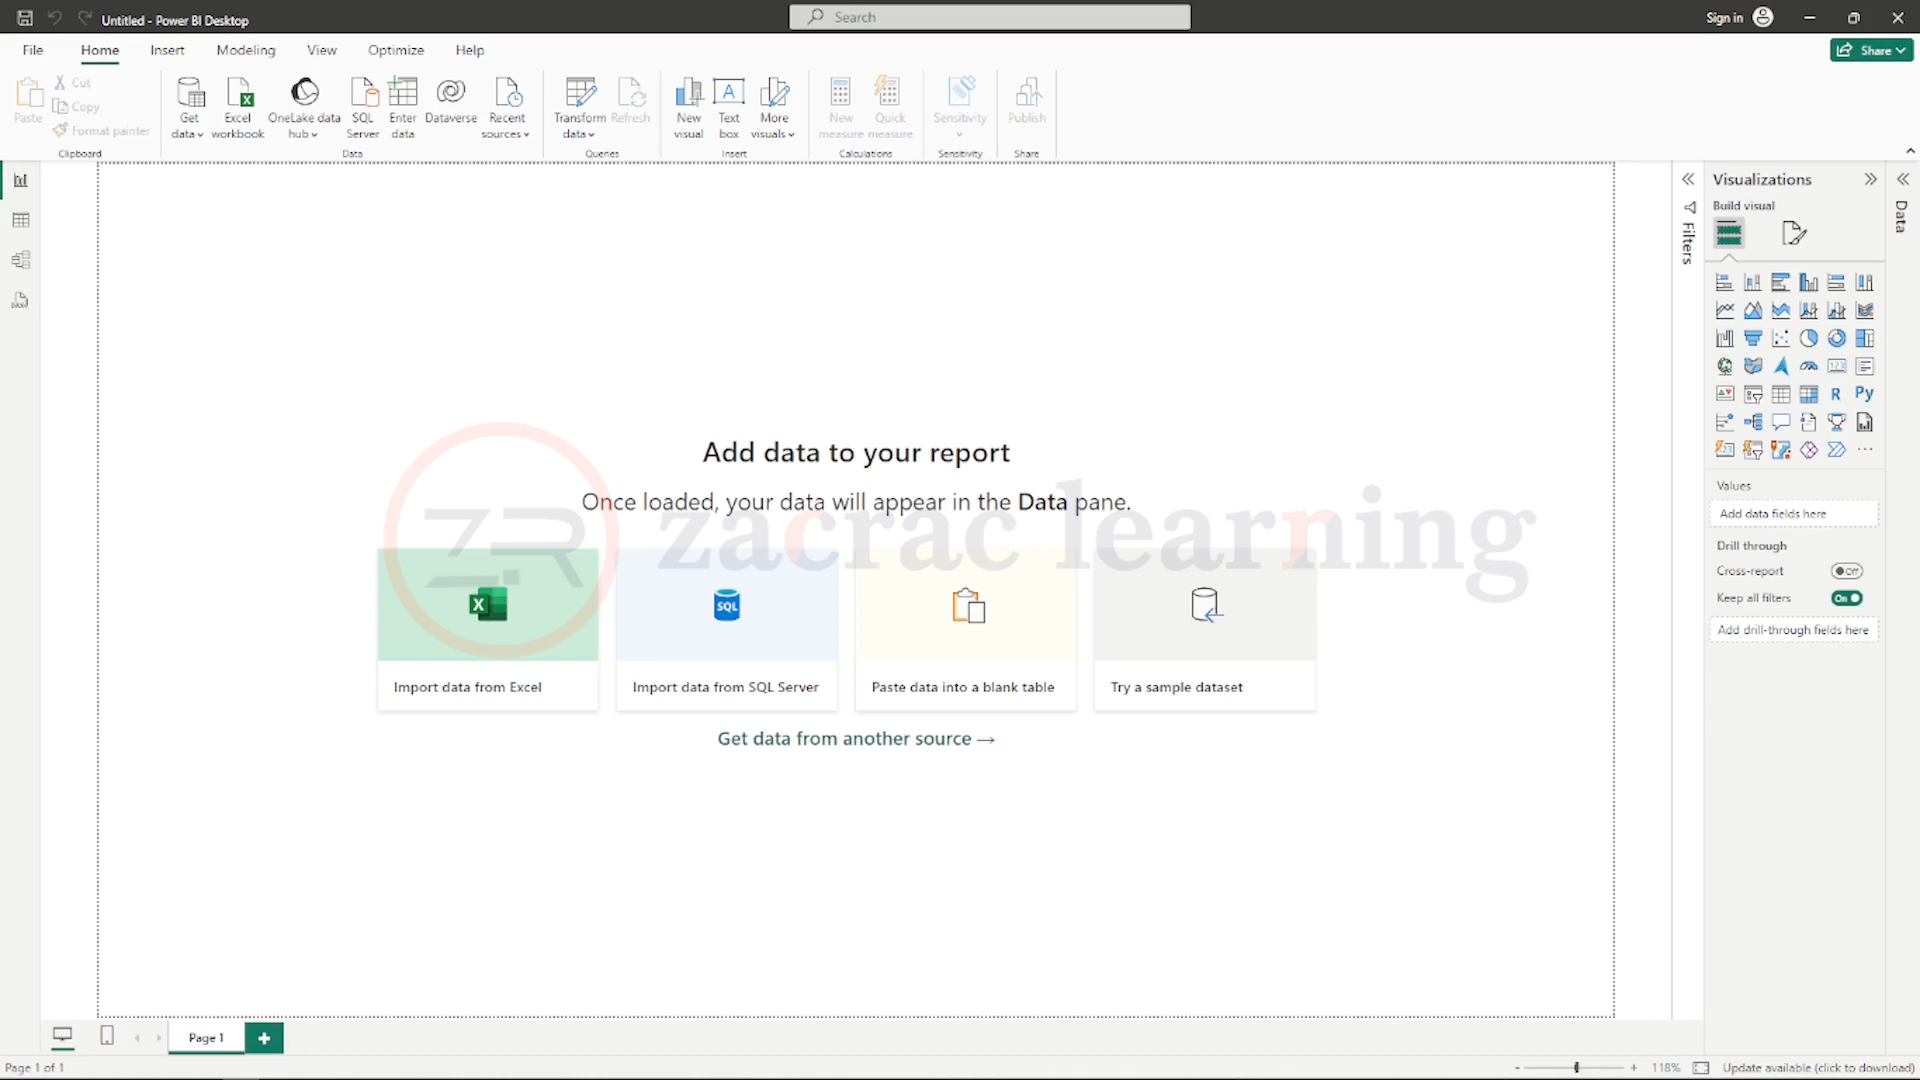 Untitled - Power BI Desktop
Search
Sign in
File Home Insert Modeling View Optimize Help
Share
Paste
Cut
Copy
Format painter
Clipboard
Get data
Excel workbook
OneLake data hub
SQL Server
Enter data
Dataverse
Recent sources
Data
Transform data
Refresh
Queries
New visual
Text box
More visuals
Insert
New measure
Quick measure
Calculations
Sensitivity
Sensitivity
Publish
Share
Filters
Visualizations
Build visual
Data
123
R
Py
123
Values
Add data fields here
Drill through
Cross-report
Off
Keep all filters
On
Add drill-through fields here
Add data to your report
Once loaded, your data will appear in the Data pane.
ZR zacrac learning
X
SQL
Import data from Excel
Import data from SQL Server
Paste data into a blank table
Try a sample dataset
Get data from another source →
Page 1
+
Page 1 of 1
- + 118%
Update available (click to download)